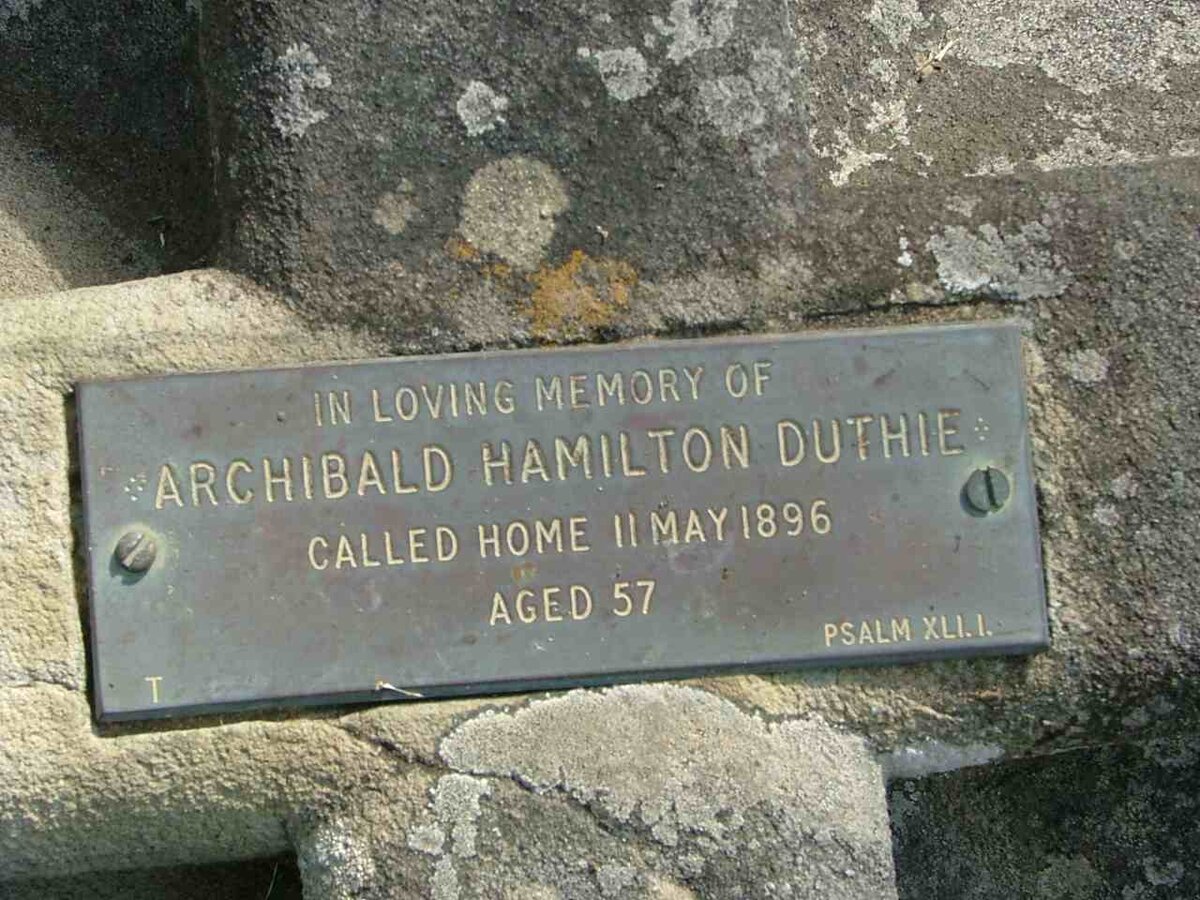 IN LOVING MEMORY OF
ARCHIBALD HAMILTON DUTHIE
CALLED HOME 11 MAY 1896
AGED 57
PSALM XLI. I.
T